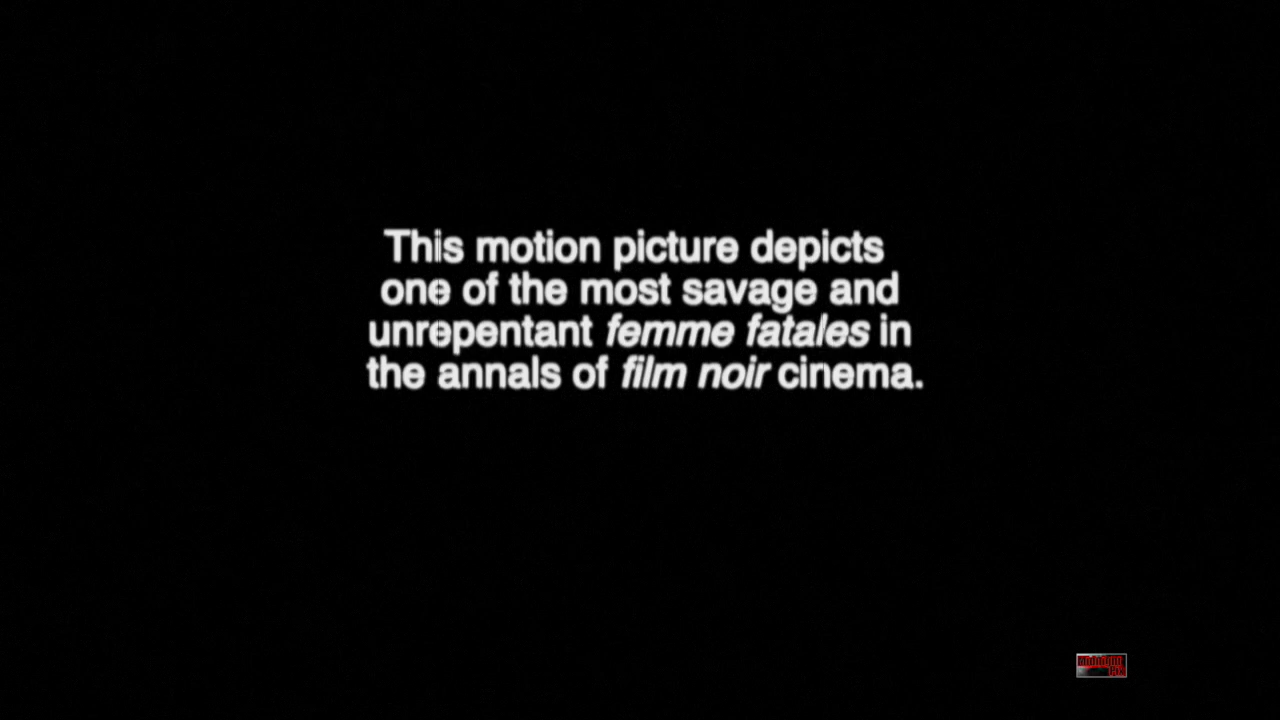 This motion picture depicts
one of the most savage and
unrepentant femme fatales in
the annals of film noir cinema.